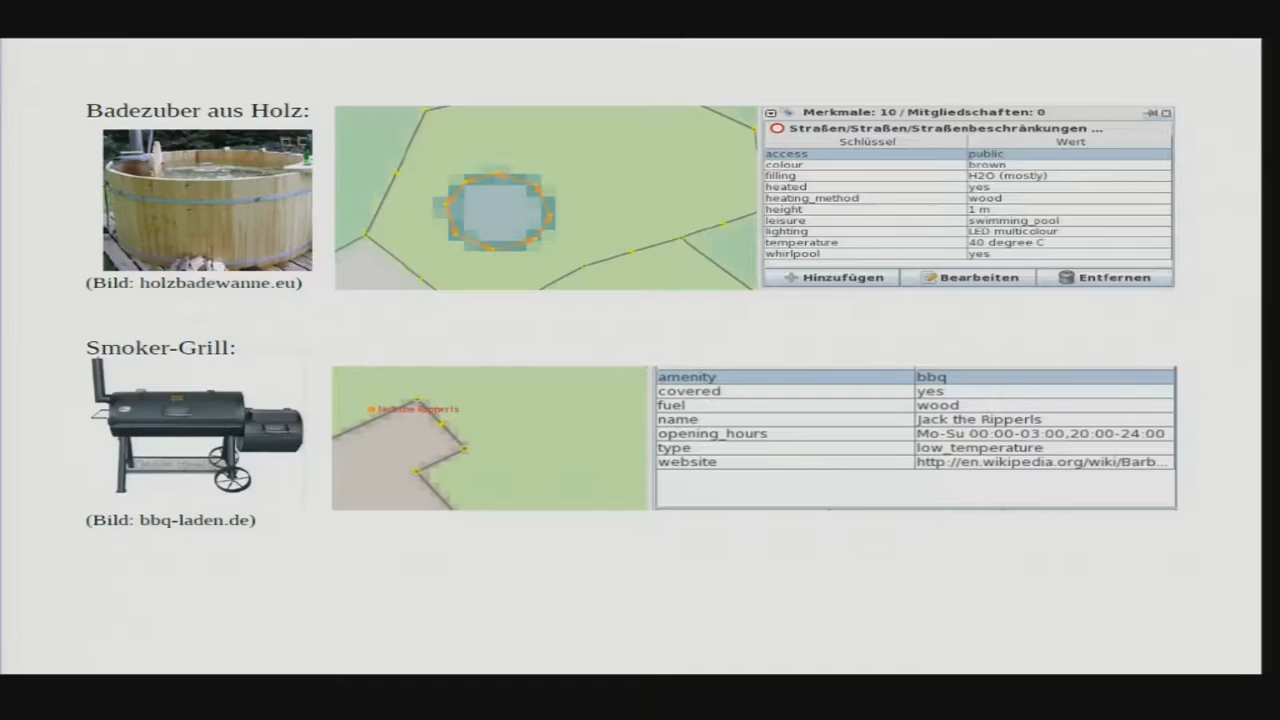 Badezuber aus Holz:
(Bild: holzbadewanne.eu)
Merkmale: 10 / Mitgliedschaften: 0
Straßen/Straßen/Straßenbeschränkungen ...
Schlüssel Wert
access public
colour brown
filling H2O (mostly)
heated yes
heating_method wood
height 1 m
leisure swimming_pool
lighting LED multicolour
temperature 40 degree C
whirlpool yes
Hinzufügen Bearbeiten Entfernen
Smoker-Grill:
(Bild: bbq-laden.de)
Jack the Ripperls
amenity bbq
covered yes
fuel wood
name Jack the Ripperls
opening_hours Mo-Su 00:00-03:00,20:00-24:00
type low_temperature
website http://en.wikipedia.org/wiki/Barb...